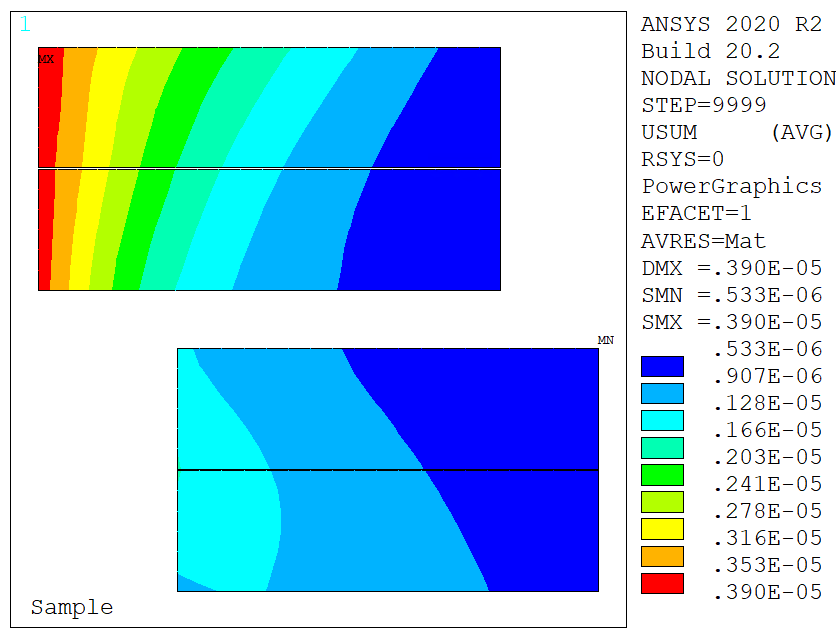 1
ANSYS 2020 R2
Build 20.2
NODAL SOLUTION
STEP=9999
USUM (AVG)
RSYS=0
PowerGraphics
EFACET=1
AVRES=Mat
DMX =.390E-05
SMN =.533E-06
SMX =.390E-05
.533E-06
.907E-06
.128E-05
.166E-05
.203E-05
.241E-05
.278E-05
.316E-05
.353E-05
.390E-05
MX
MN
Sample